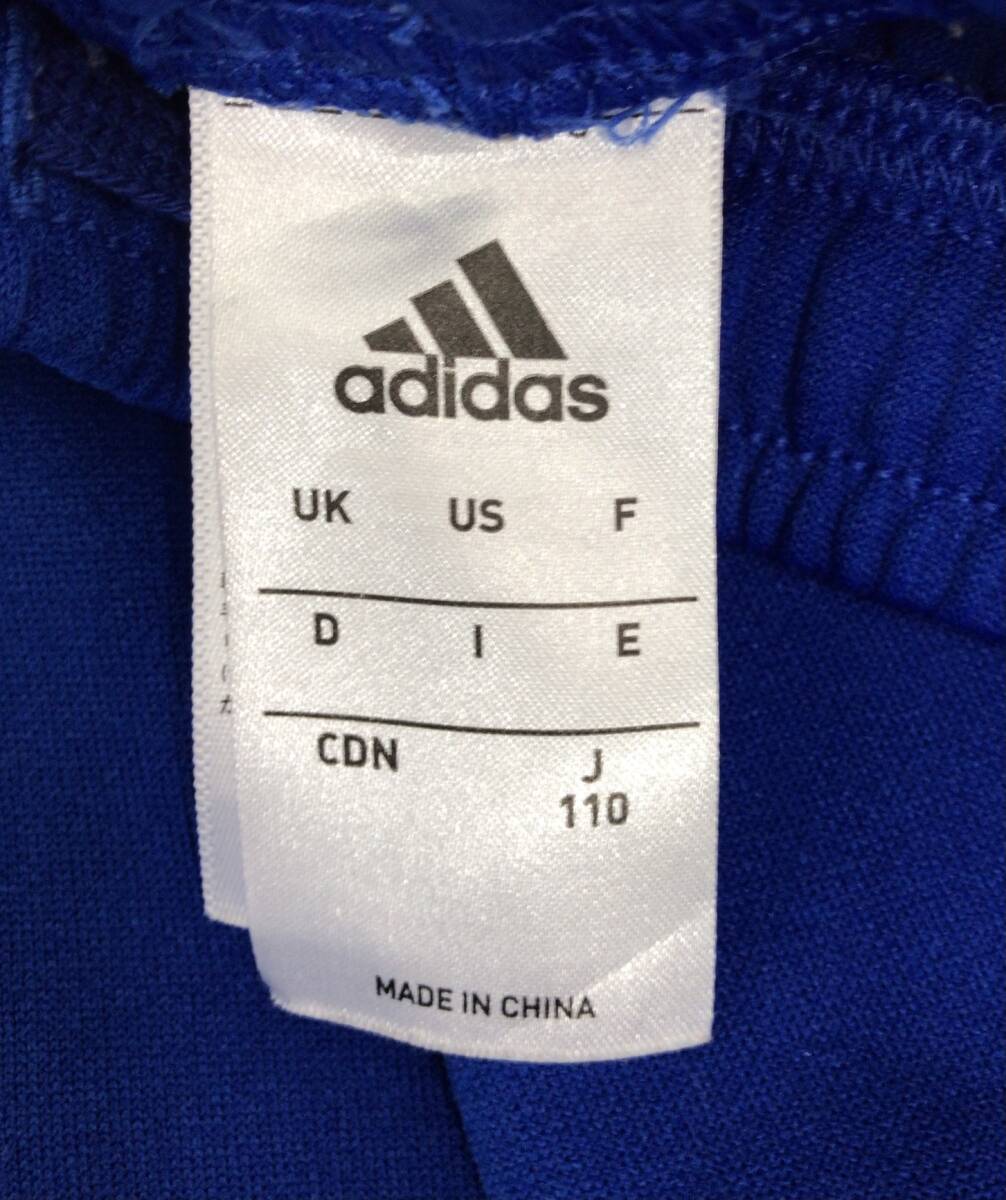 adidas
UK US F
D I E
CDN J
110
MADE IN CHINA